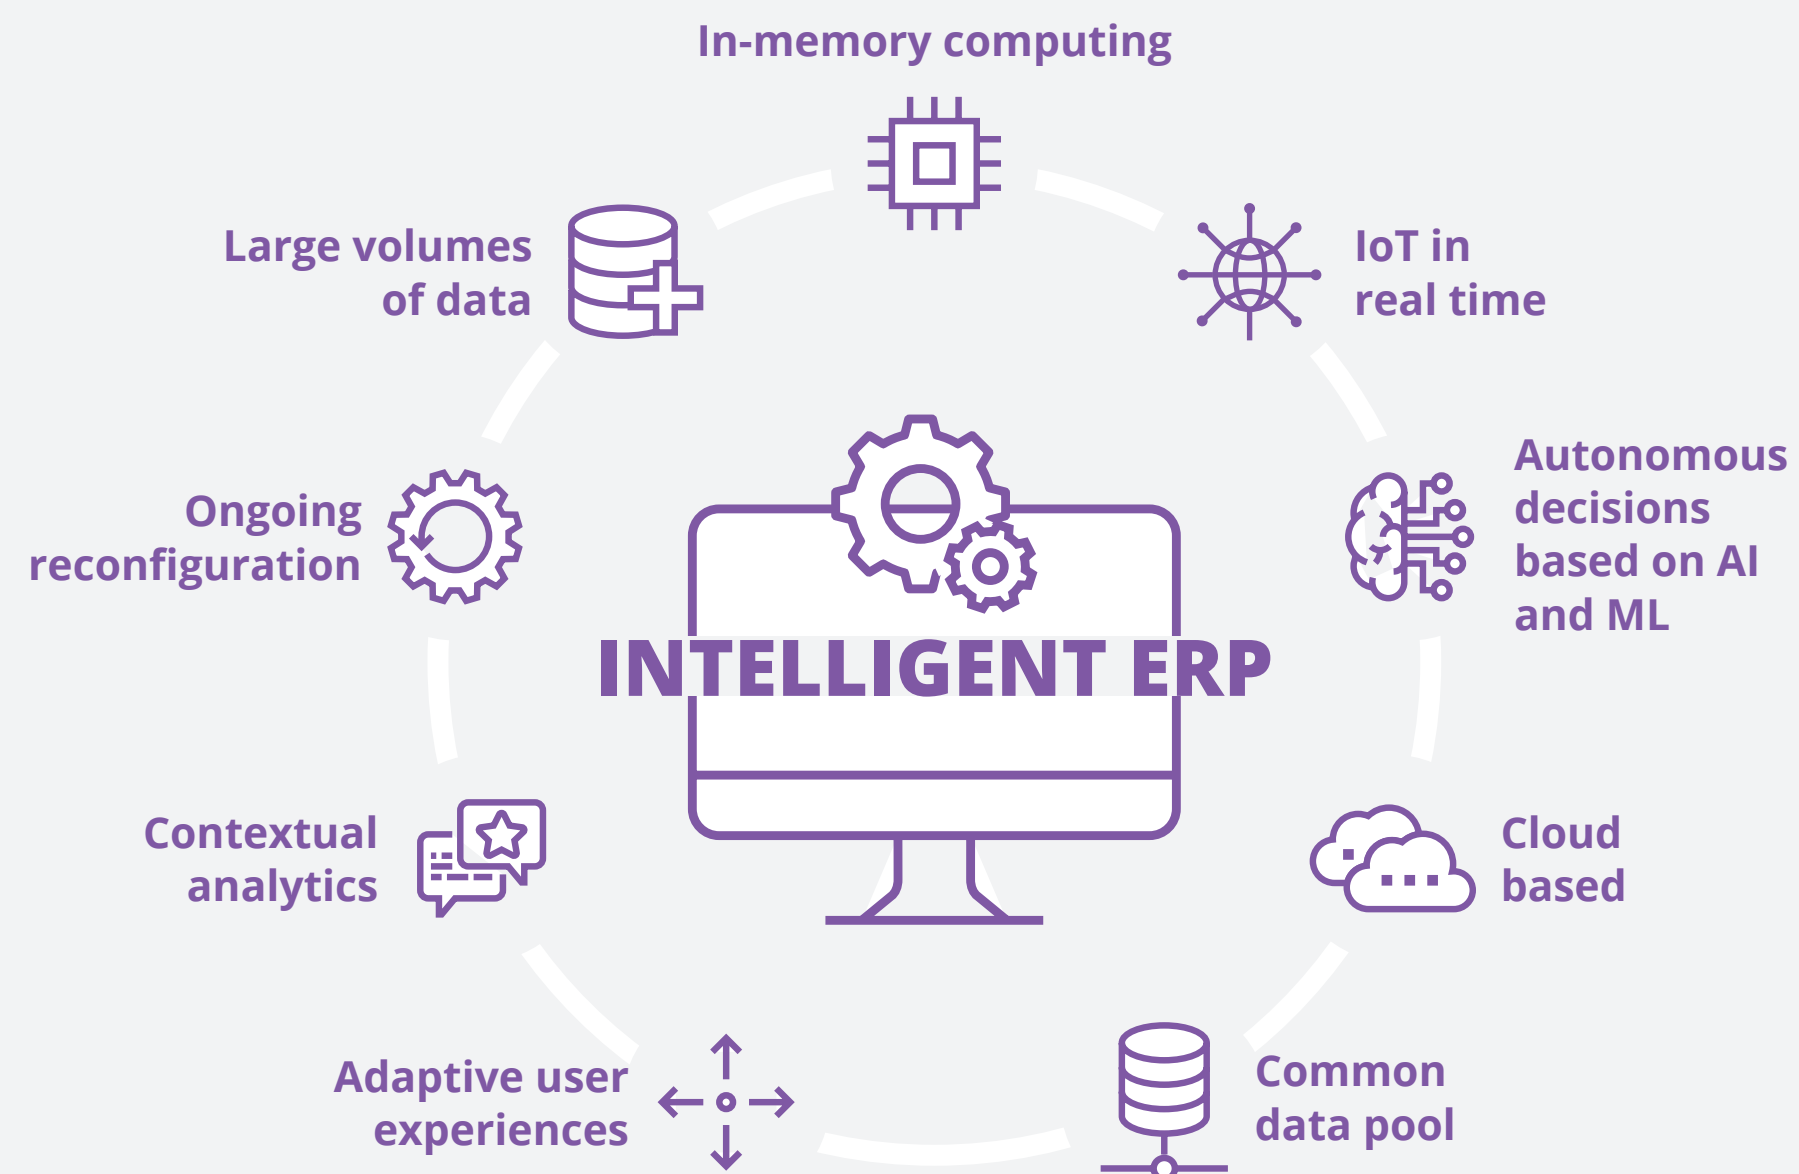 In-memory computing
Large volumes
of data
IoT in
real time
Ongoing
reconfiguration
Autonomous
decisions
based on AI
and ML
INTELLIGENT ERP
Contextual
analytics
Cloud
based
Adaptive user
experiences
Common
data pool